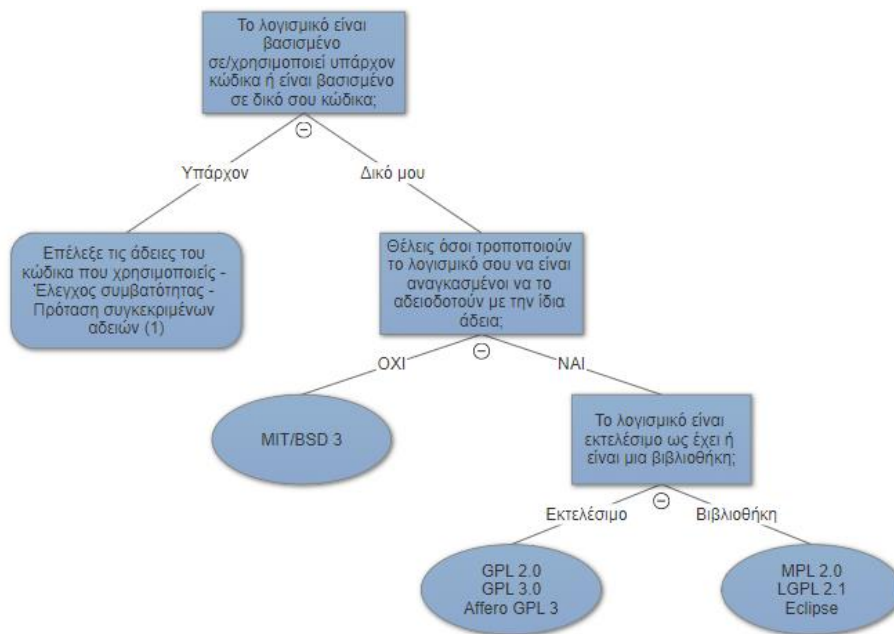 Το λογισμικό είναι
βασισμένο
σε/χρησιμοποιεί υπάρχον
κώδικα ή είναι βασισμένο
σε δικό σου κώδικα;
Υπάρχον
Δικό μου
Επέλεξε τις άδειες του
κώδικα που χρησιμοποιείς -
Έλεγχος συμβατότητας -
Πρόταση συγκεκριμένων
αδειών (1)
Θέλεις όσοι τροποποιούν
το λογισμικό σου να είναι
αναγκασμένοι να το
αδειοδοτούν με την ίδια
άδεια;
ΟΧΙ
ΝΑΙ
MIT/BSD 3
Το λογισμικό είναι
εκτελέσιμο ως έχει ή
είναι μια βιβλιοθήκη;
Εκτελέσιμο
Βιβλιοθήκη
GPL 2.0
GPL 3.0
Affero GPL 3
MPL 2.0
LGPL 2.1
Eclipse